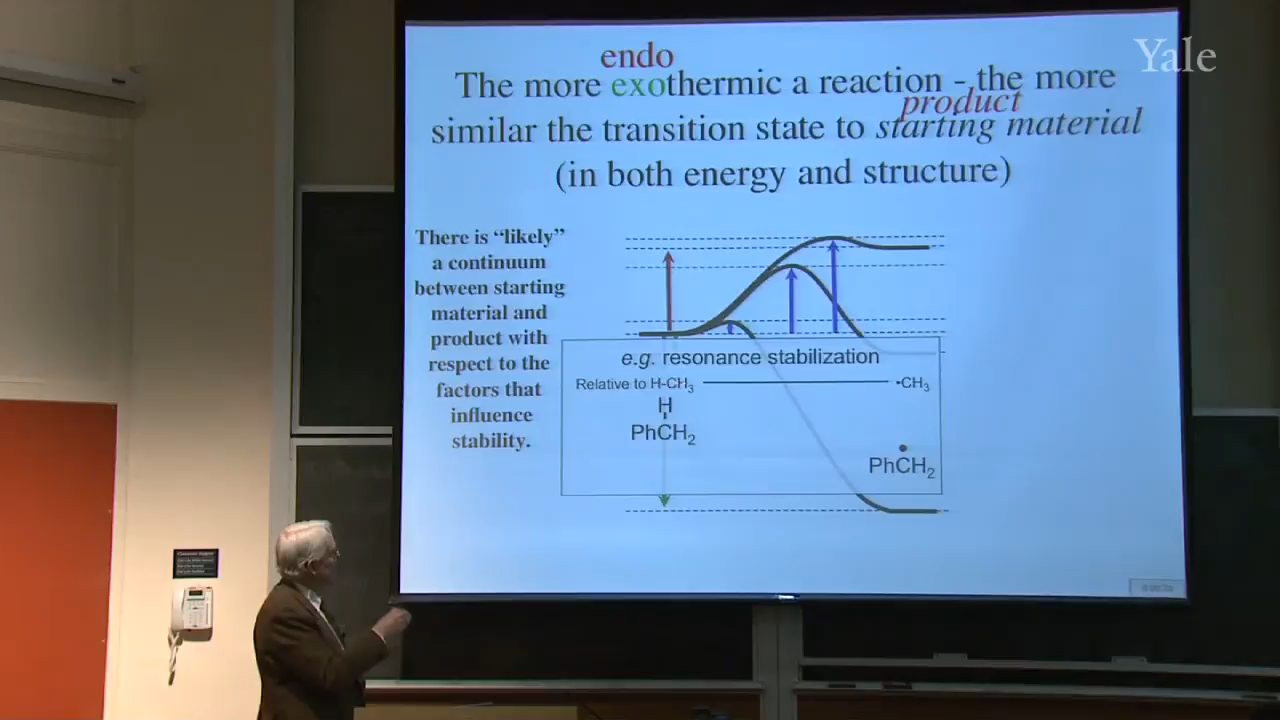 Yale
endo
The more exothermic a reaction - the more
product
similar the transition state to starting material
(in both energy and structure)
There is “likely”
a continuum
between starting
material and
product with
respect to the
factors that
influence
stability.
e.g. resonance stabilization
Relative to H-CH₃
•CH₃
H
PhCH₂
•
PhCH₂